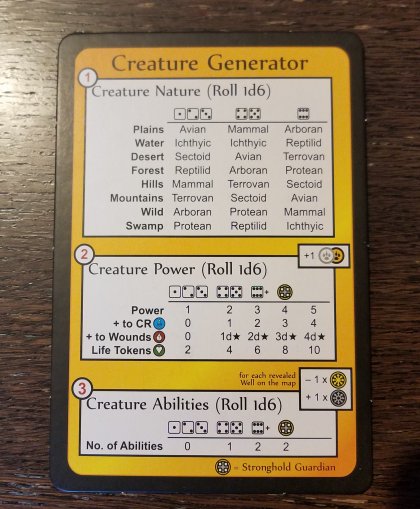 Creature Generator
1
Creature Nature (Roll 1d6)
Plains Avian Mammal Arboran
Water Ichthyic Ichthyic Reptilid
Desert Sectoid Avian Terrovan
Forest Reptilid Arboran Protean
Hills Mammal Terrovan Sectoid
Mountains Terrovan Sectoid Avian
Wild Arboran Protean Mammal
Swamp Protean Reptilid Ichthyic
2
+1
Creature Power (Roll 1d6)
+
Power 1 2 3 4 5
+ to CR 0 1 2 3 4
+ to Wounds 0 1d★ 2d★ 3d★ 4d★
Life Tokens 2 4 6 8 10
3
for each revealed
Well on the map
– 1 x
+ 1 x
Creature Abilities (Roll 1d6)
+
No. of Abilities 0 1 2 2
= Stronghold Guardian